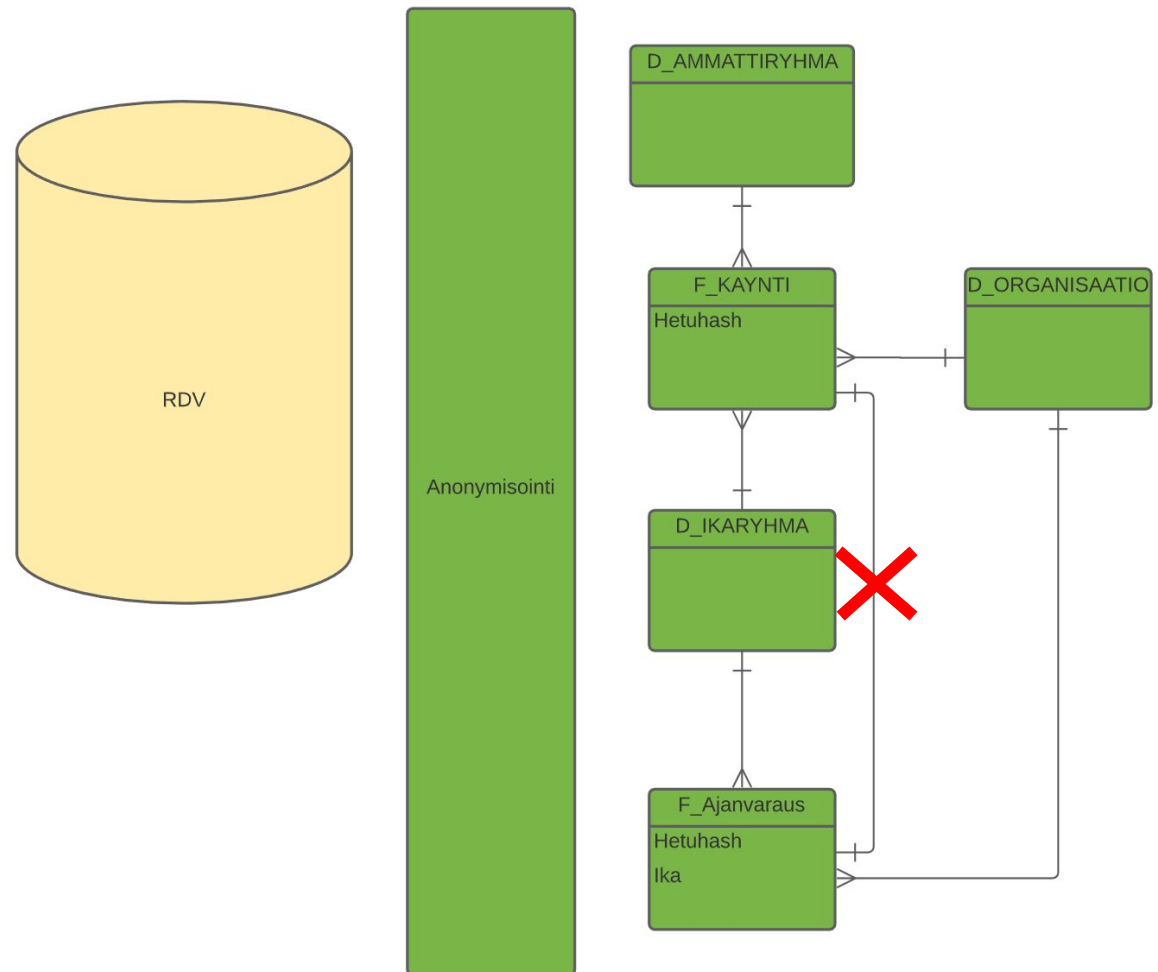 RDV
Anonymisointi
D_AMMATTIRYHMA
F_KAYNTI
Hetuhash
D_ORGANISAATIO
D_IKARYHMA
F_Ajanvaraus
Hetuhash
Ika